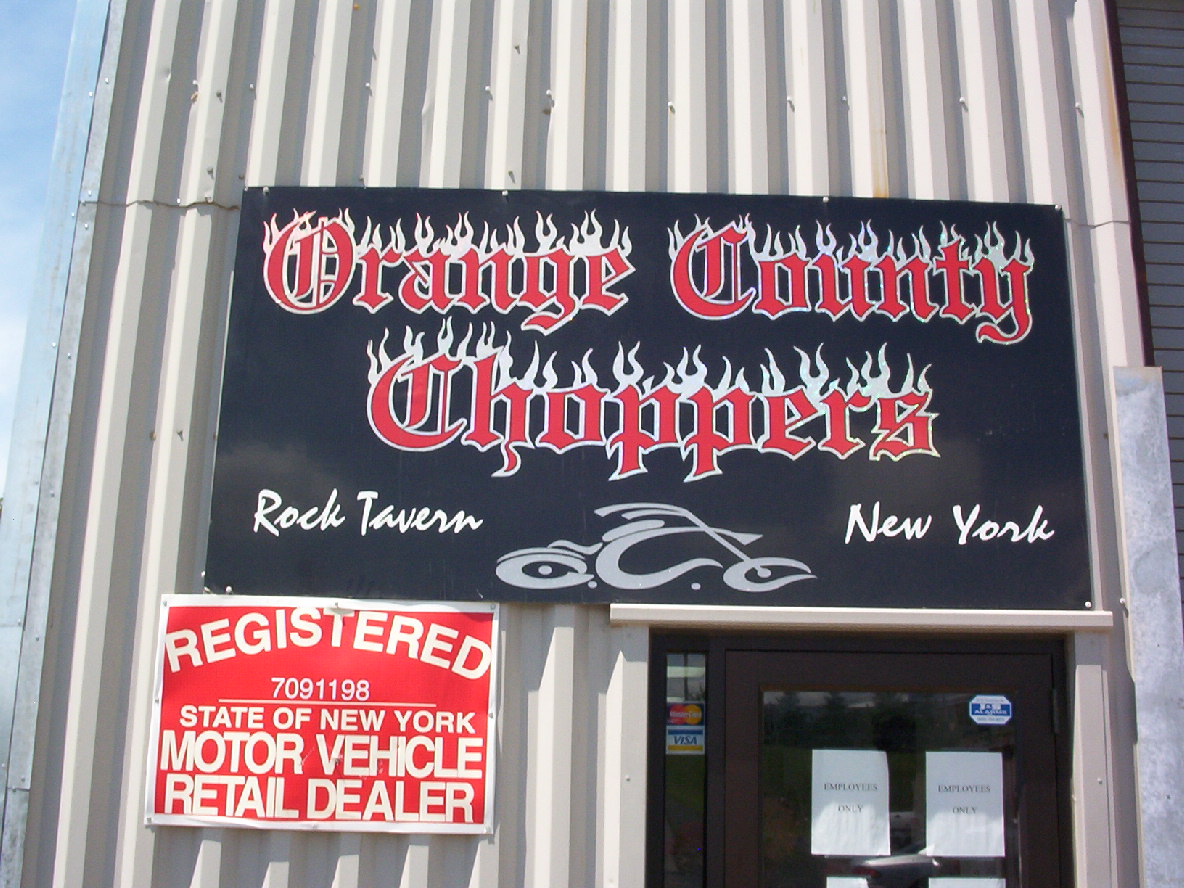 Orange County
Choppers
Rock Tavern
New York
REGISTERED
7091198
STATE OF NEW YORK
MOTOR VEHICLE
RETAIL DEALER
MasterCard
VISA
EMPLOYEES
ONLY
EMPLOYEES
ONLY